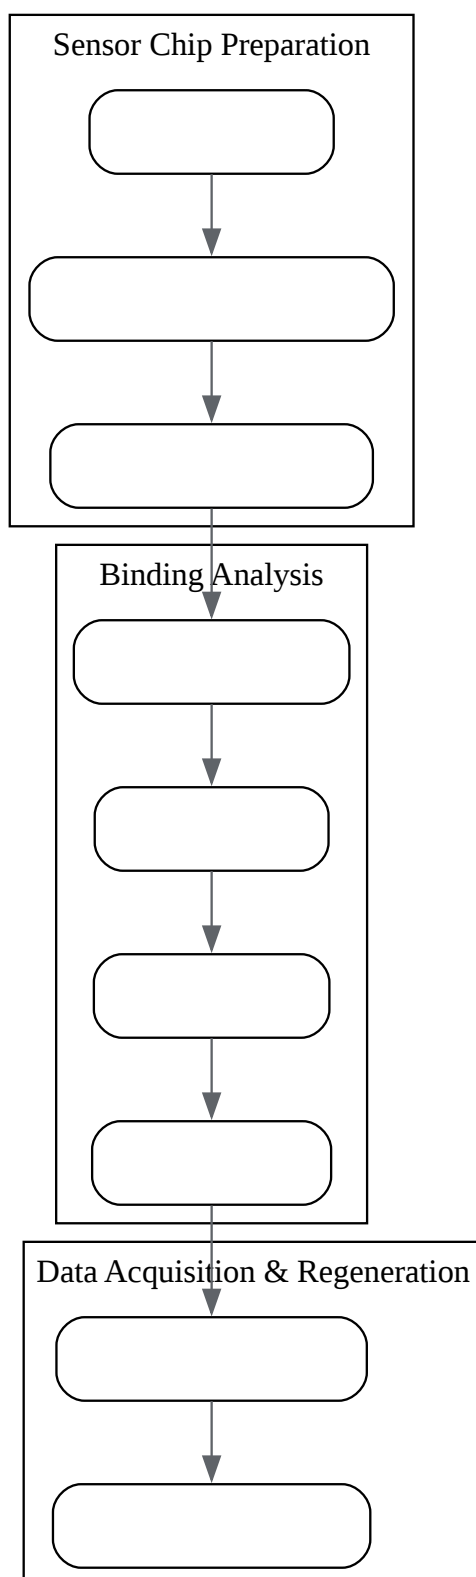 Sensor Chip Preparation
Binding Analysis
Data Acquisition & Regeneration